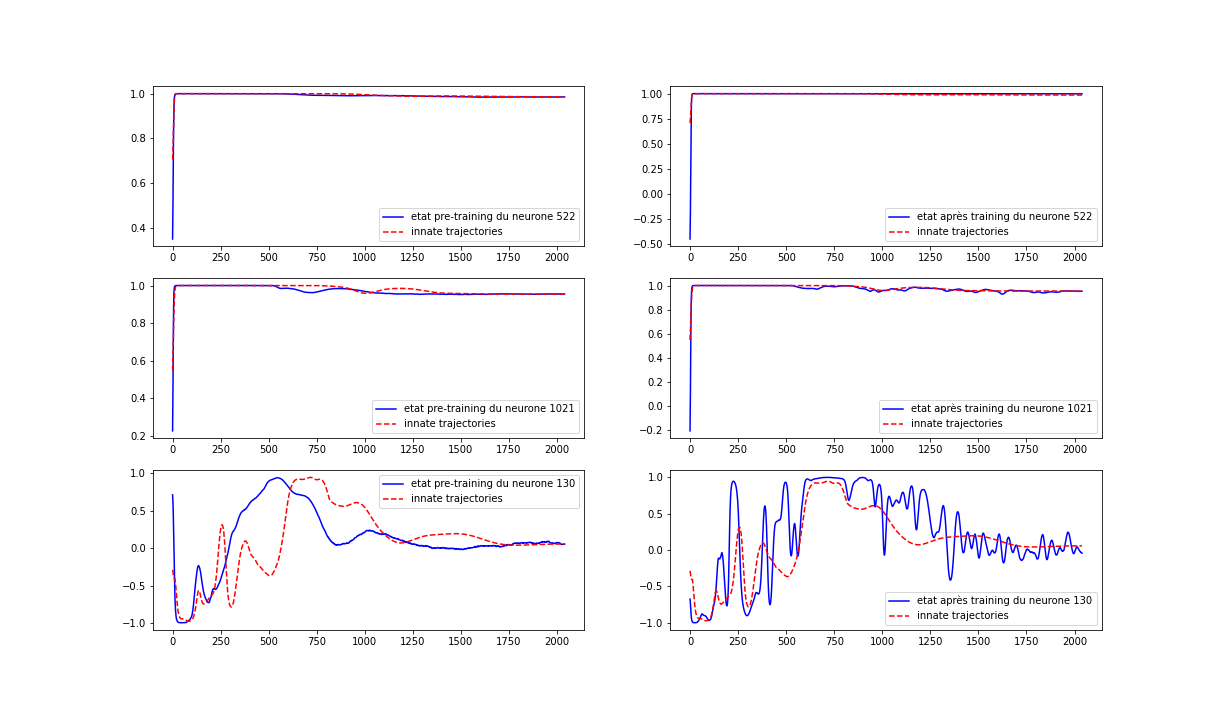 1.0
0.8
0.6
0.4
etat pre-training du neurone 522
innate trajectories
0 250 500 750 1000 1250 1500 1750 2000
1.00
0.75
0.50
0.25
0.00
−0.25
−0.50
etat après training du neurone 522
innate trajectories
0 250 500 750 1000 1250 1500 1750 2000
1.0
0.8
0.6
0.4
0.2
etat pre-training du neurone 1021
innate trajectories
0 250 500 750 1000 1250 1500 1750 2000
1.0
0.8
0.6
0.4
0.2
0.0
−0.2
etat après training du neurone 1021
innate trajectories
0 250 500 750 1000 1250 1500 1750 2000
1.0
0.5
0.0
−0.5
−1.0
etat pre-training du neurone 130
innate trajectories
0 250 500 750 1000 1250 1500 1750 2000
1.0
0.5
0.0
−0.5
−1.0
etat après training du neurone 130
innate trajectories
0 250 500 750 1000 1250 1500 1750 2000